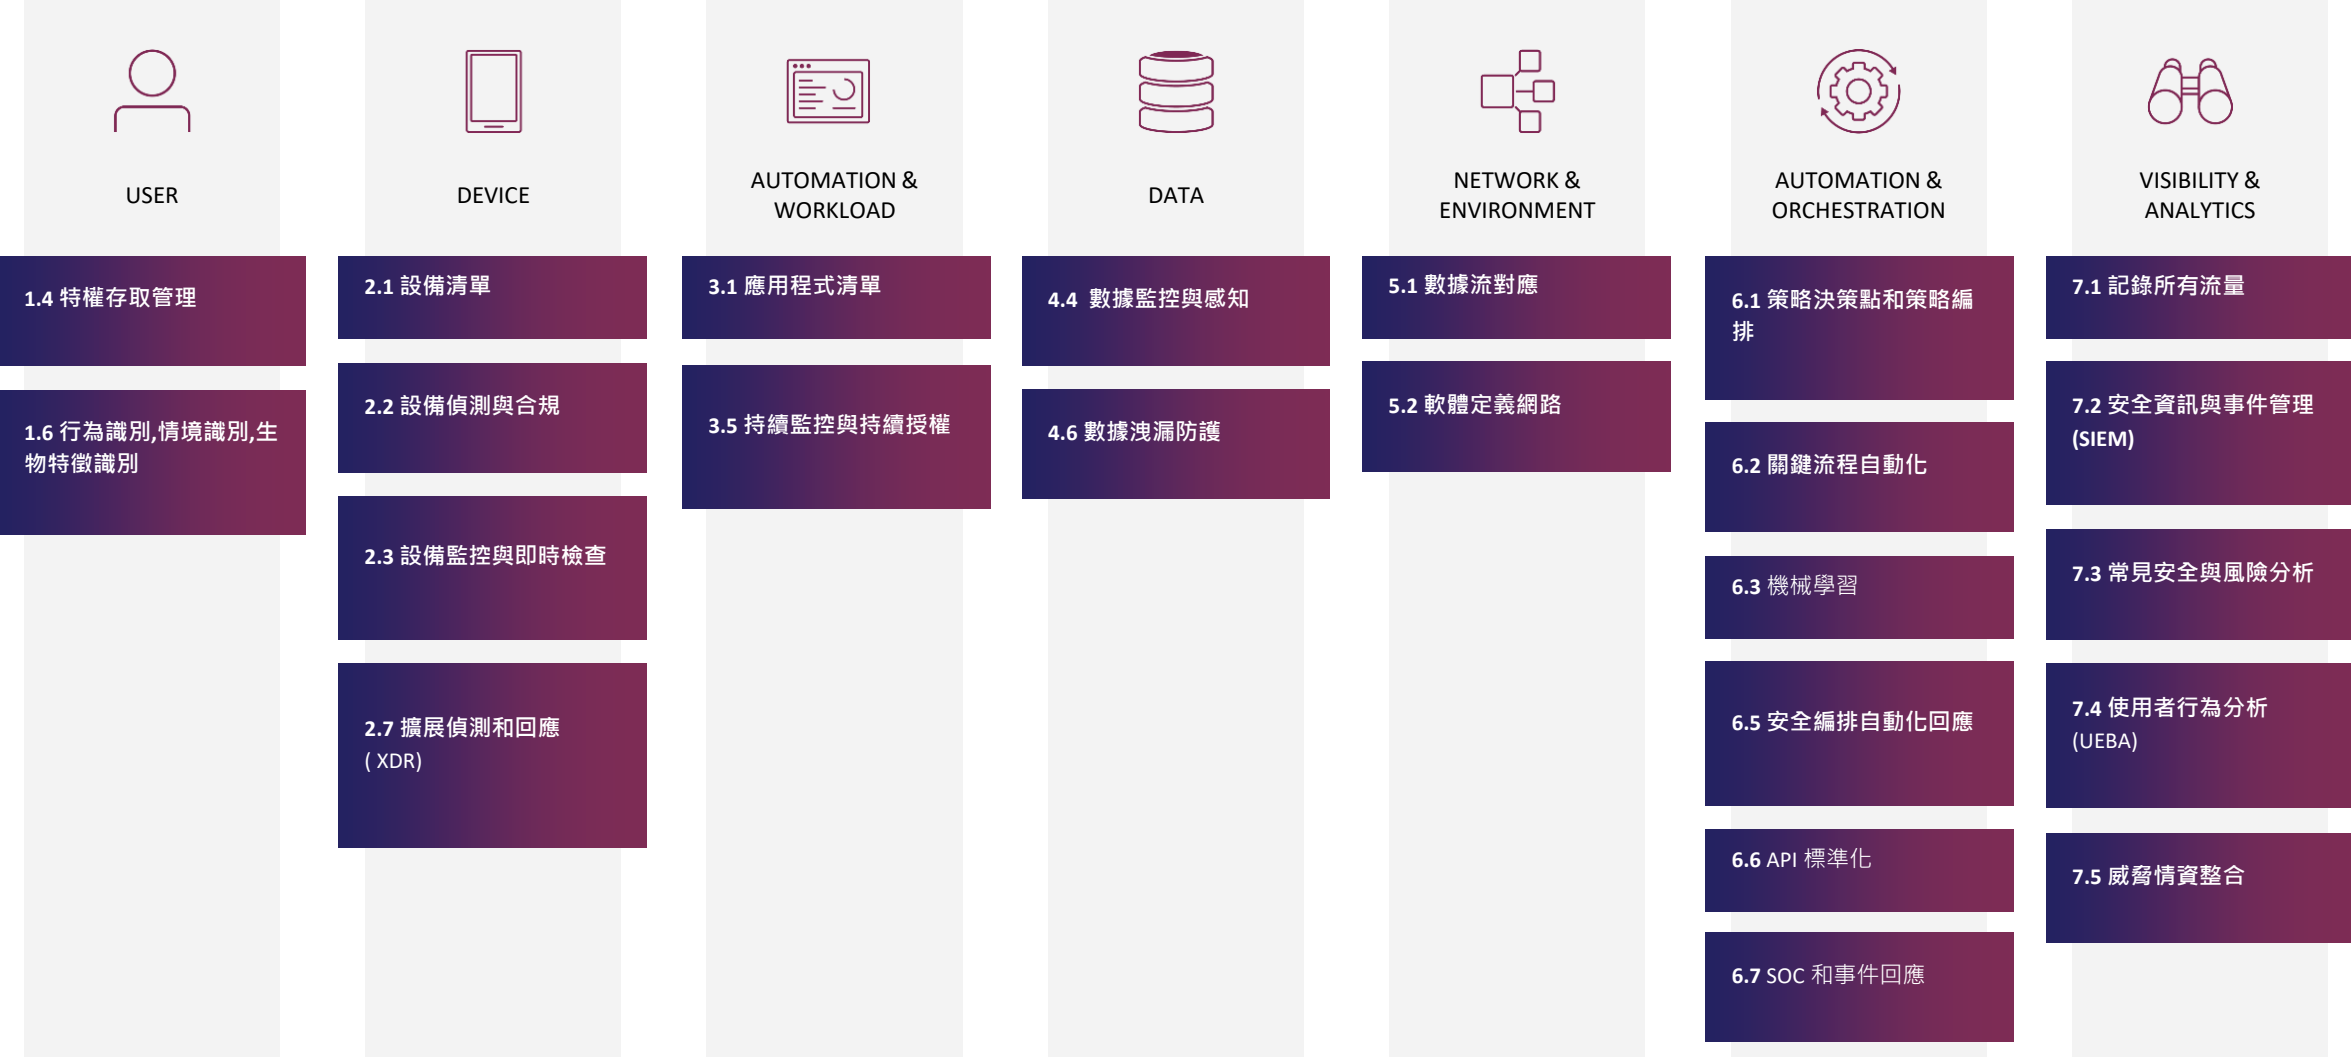 USER
1.4 特權存取管理
1.6 行為識別,情境識別,生
物特徵識別
DEVICE
2.1 設備清單
2.2 設備偵測與合規
2.3 設備監控與即時檢查
2.7 擴展偵測和回應
( XDR)
AUTOMATION &
WORKLOAD
3.1 應用程式清單
3.5 持續監控與持續授權
DATA
4.4 數據監控與感知
4.6 數據洩漏防護
NETWORK &
ENVIRONMENT
5.1 數據流對應
5.2 軟體定義網路
AUTOMATION &
ORCHESTRATION
6.1 策略決策點和策略編
排
6.2 關鍵流程自動化
6.3 機械學習
6.5 安全編排自動化回應
6.6 API 標準化
6.7 SOC 和事件回應
VISIBILITY &
ANALYTICS
7.1 記錄所有流量
7.2 安全資訊與事件管理
(SIEM)
7.3 常見安全與風險分析
7.4 使用者行為分析
(UEBA)
7.5 威脅情資整合